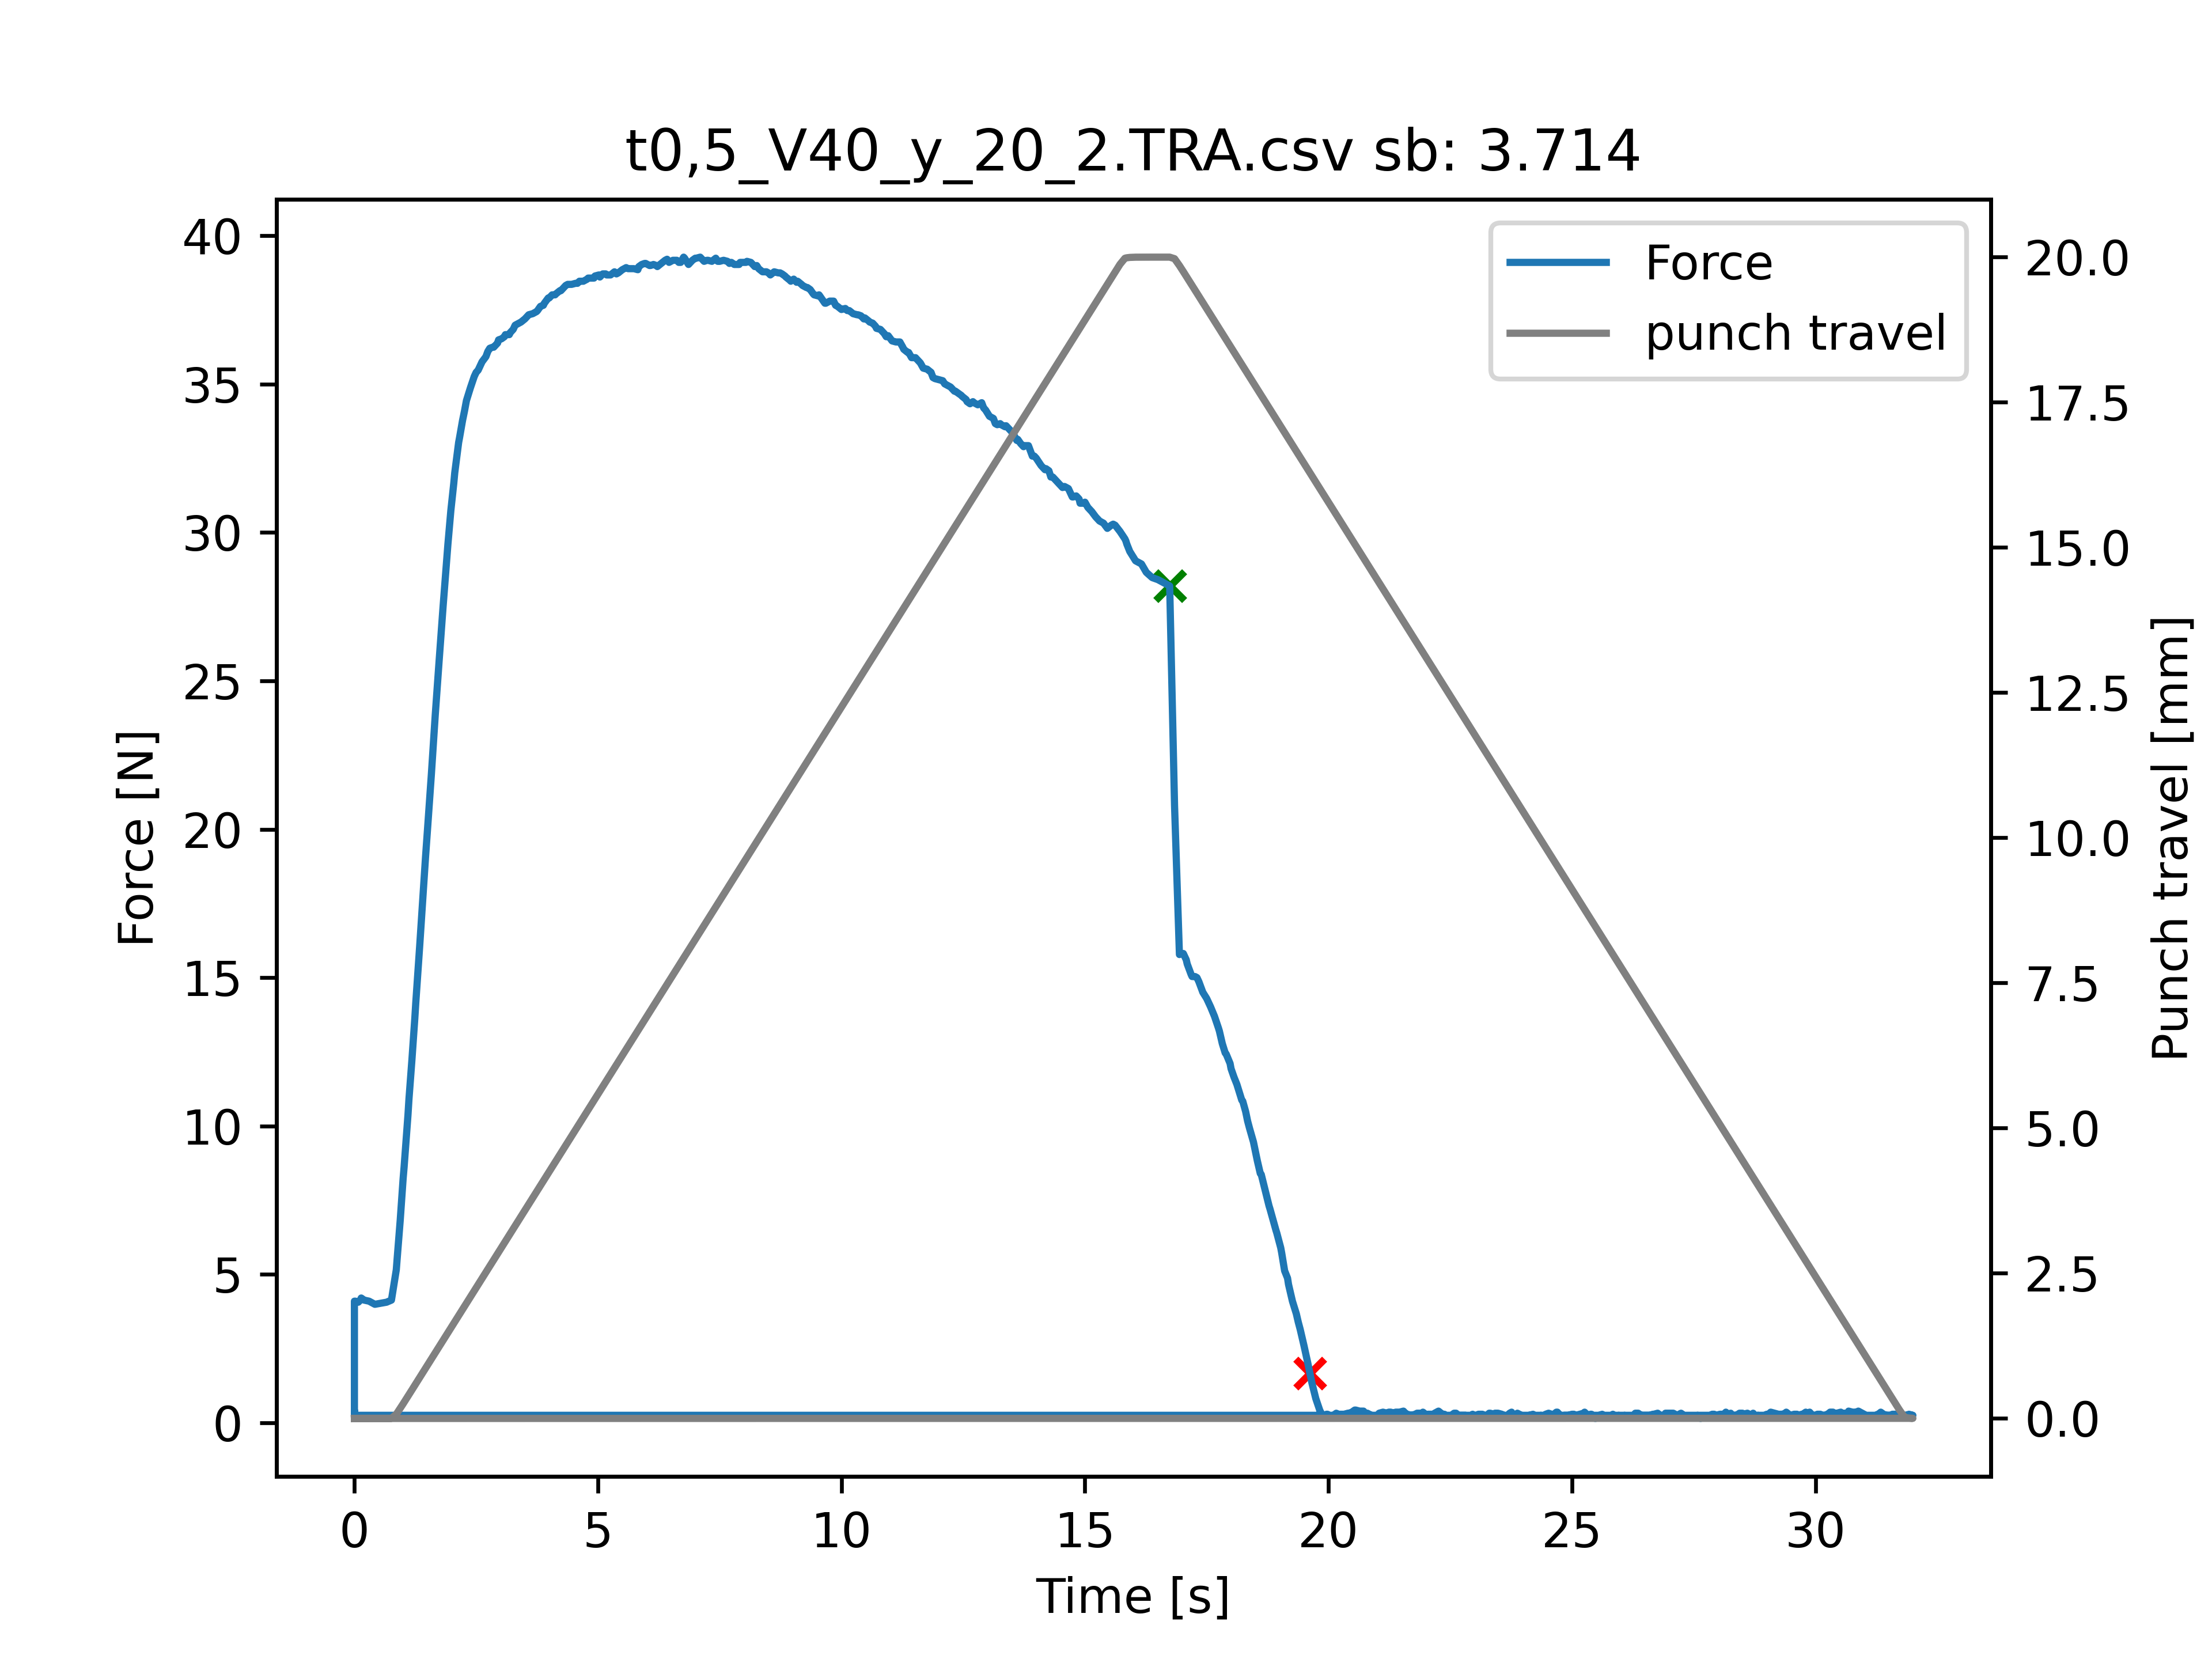 t0,5_V40_y_20_2.TRA.csv sb: 3.714
Force
punch travel
40
35
30
25
20
15
10
5
0
Force [N]
20.0
17.5
15.0
12.5
10.0
7.5
5.0
2.5
0.0
Punch travel [mm]
0 5 10 15 20 25 30
Time [s]